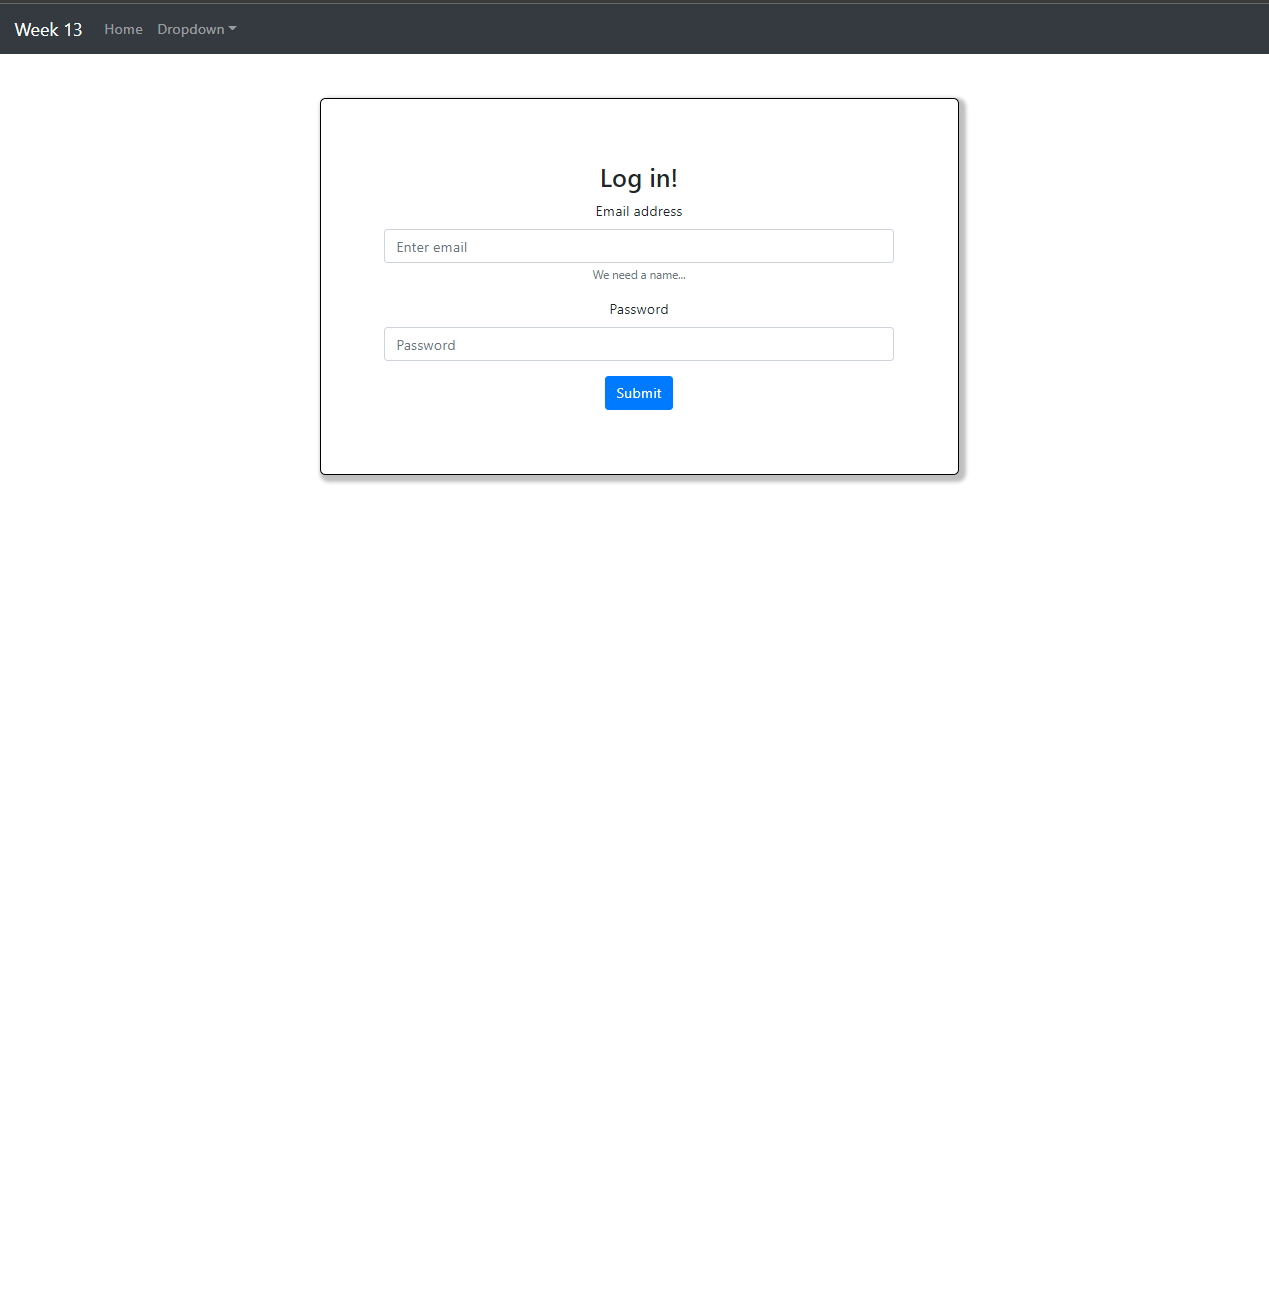 Week 13 Home Dropdown
Log in!
Email address
Enter email
We need a name...
Password
Password
Submit